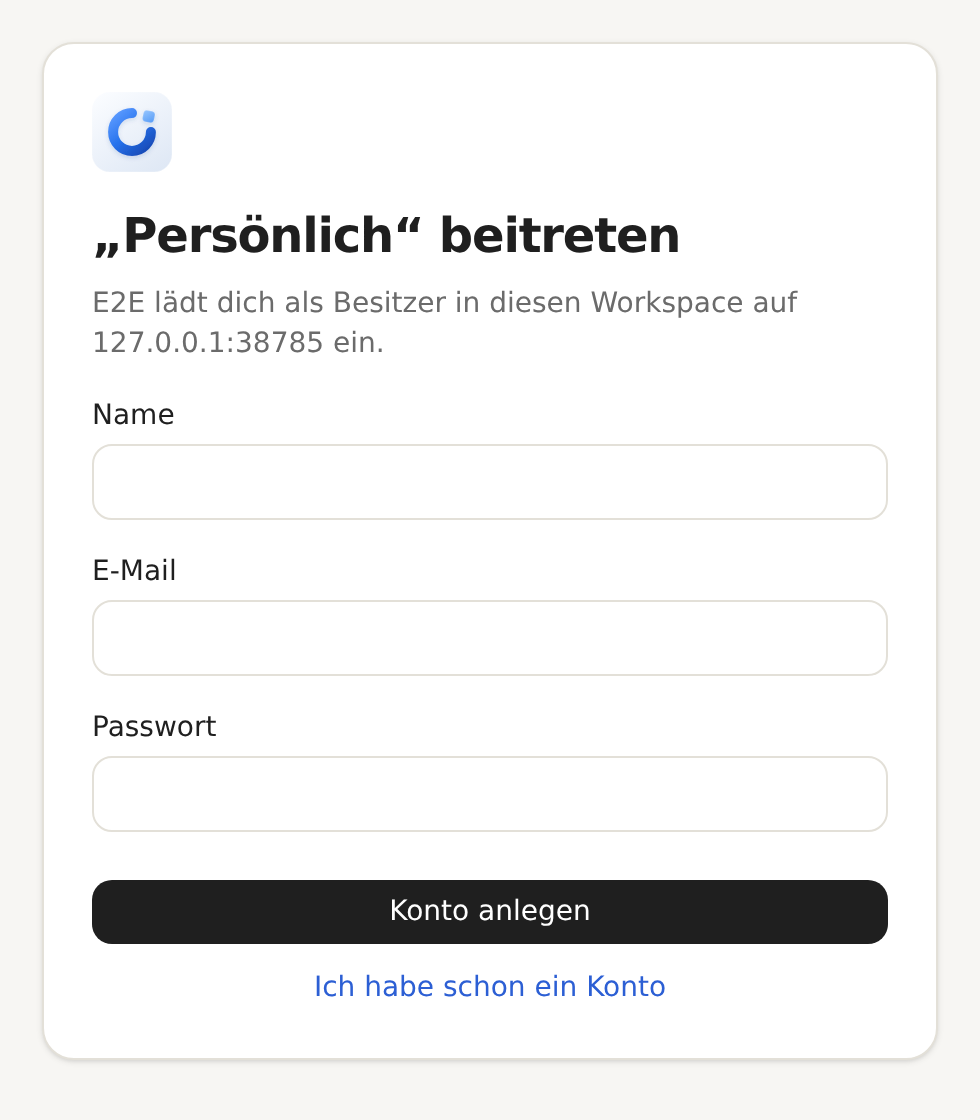 „Persönlich“ beitreten
E2E lädt dich als Besitzer in diesen Workspace auf
127.0.0.1:38785 ein.
Name
E-Mail
Passwort
Konto anlegen
Ich habe schon ein Konto